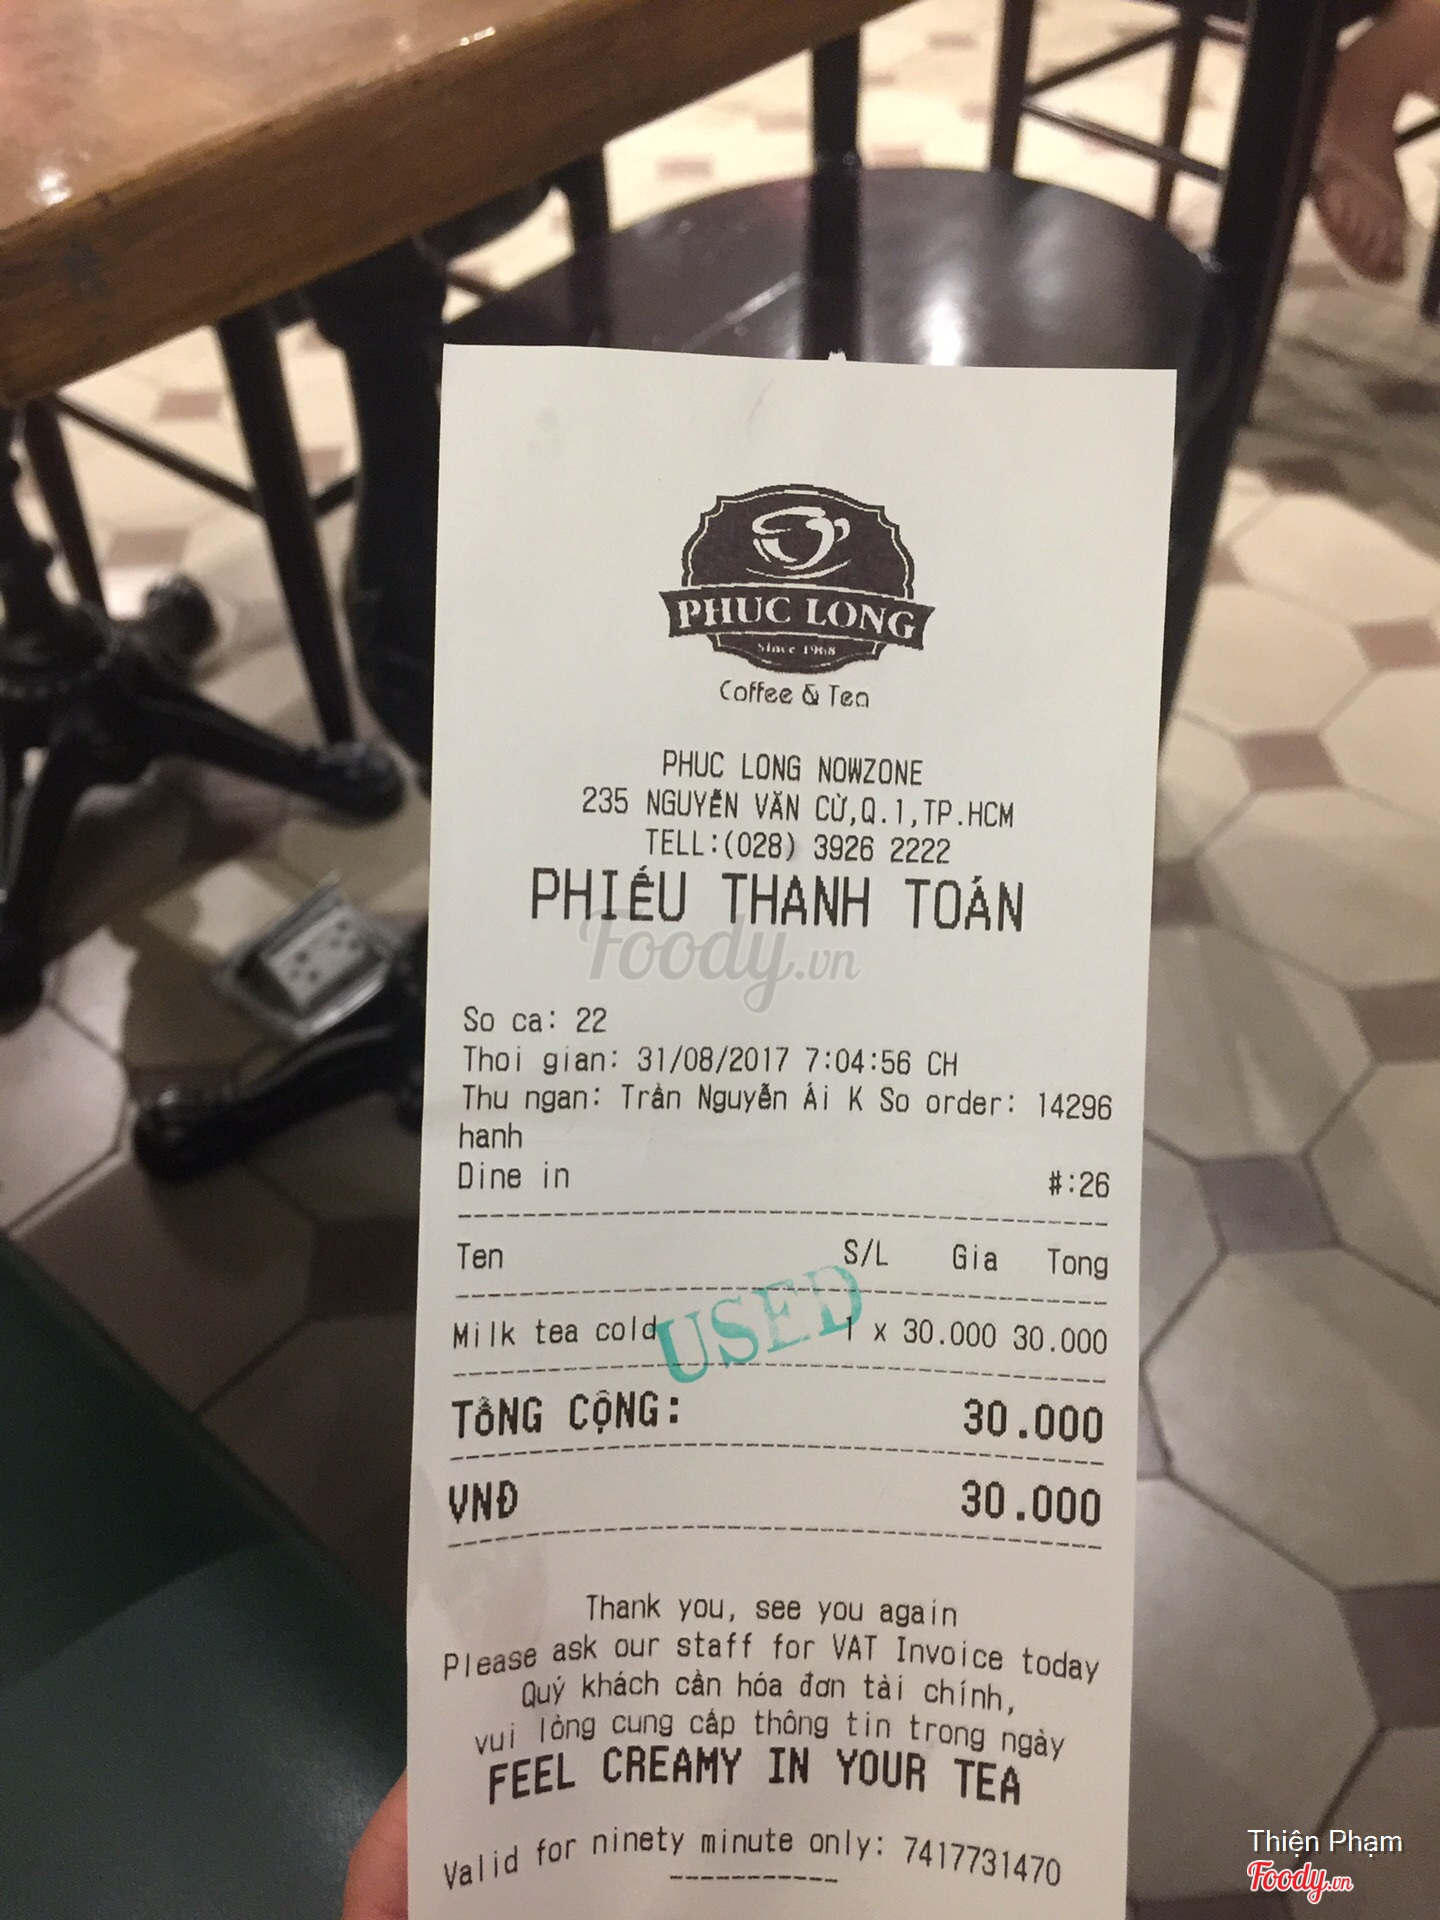 PHUC LONG
Since 1968
Coffee & Tea
PHUC LONG NOWZONE
235 NGUYỄN VĂN CỪ,Q.1,TP.HCM
TELL:(028) 3926 2222
PHIẾU THANH TOÁN
Foody.vn
So ca: 22
Thoi gian: 31/08/2017 7:04:56 CH
Thu ngan: Trần Nguyễn Ái K So order: 14296
hanh
Dine in #:26
Ten S/L Gia Tong
USED
Milk tea cold 1 x 30.000 30.000
TỔNG CỘNG: 30.000
VNĐ 30.000
Thank you, see you again
Please ask our staff for VAT Invoice today
Quý khách cần hóa đơn tài chính,
vui lòng cung cấp thông tin trong ngày
FEEL CREAMY IN YOUR TEA
Valid for ninety minute only: 7417731470
Thiện Phạm
Foody.vn